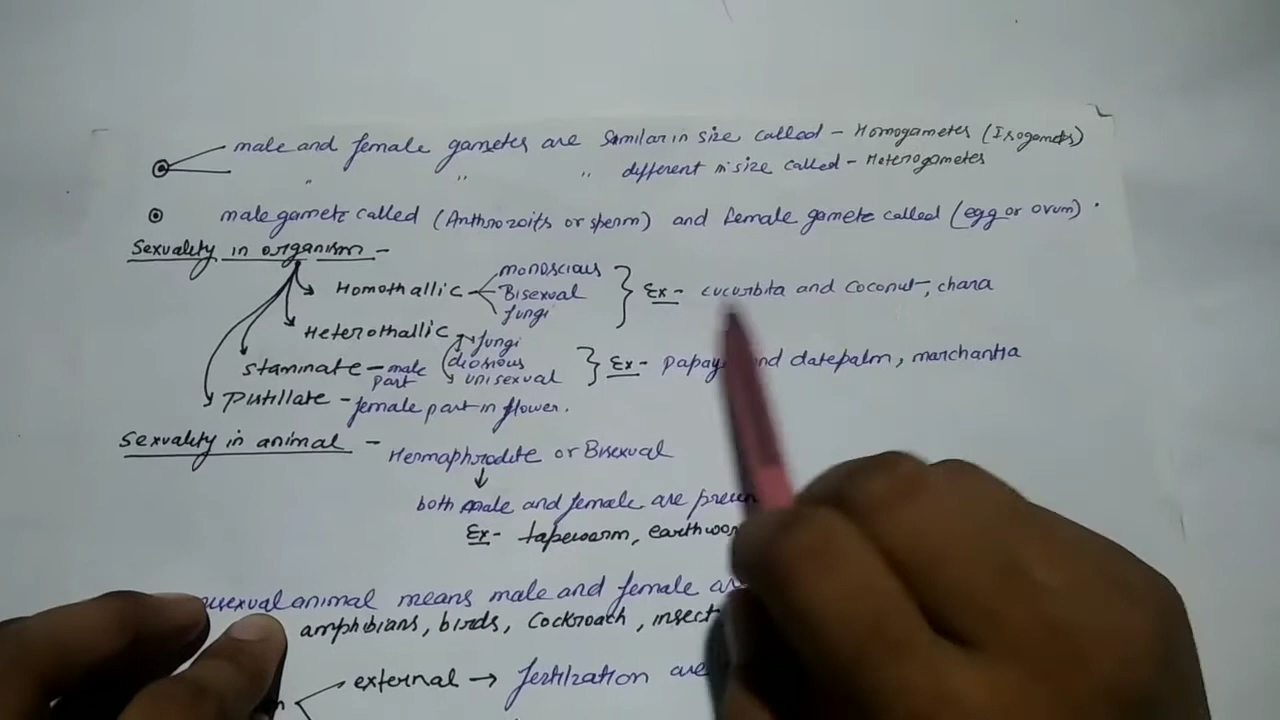 male and female gametes are similar in size called - Homogametes (Isogamets)
" " " different in size called - Heterogametes
male gamete called (Anthrozoits or sperm) and female gamete called (egg or ovum).
Sexuality in organism -
Homothallic
monoecious
Bisexual
fungi
Ex - cucurbita and coconut, chara
Heterothallic
fungi
dioecious
unisexual
Ex - papay and datepalm, marchantia
Staminate - male part
Pistillate - female part in flower.
Sexuality in animal - Hermaphrodite or Bisexual
both male and female are presen
Ex - tapeworm, earthwor
usexual animal means male and female ar
amphibians, birds, Cockroach, insect
external → fertilization are